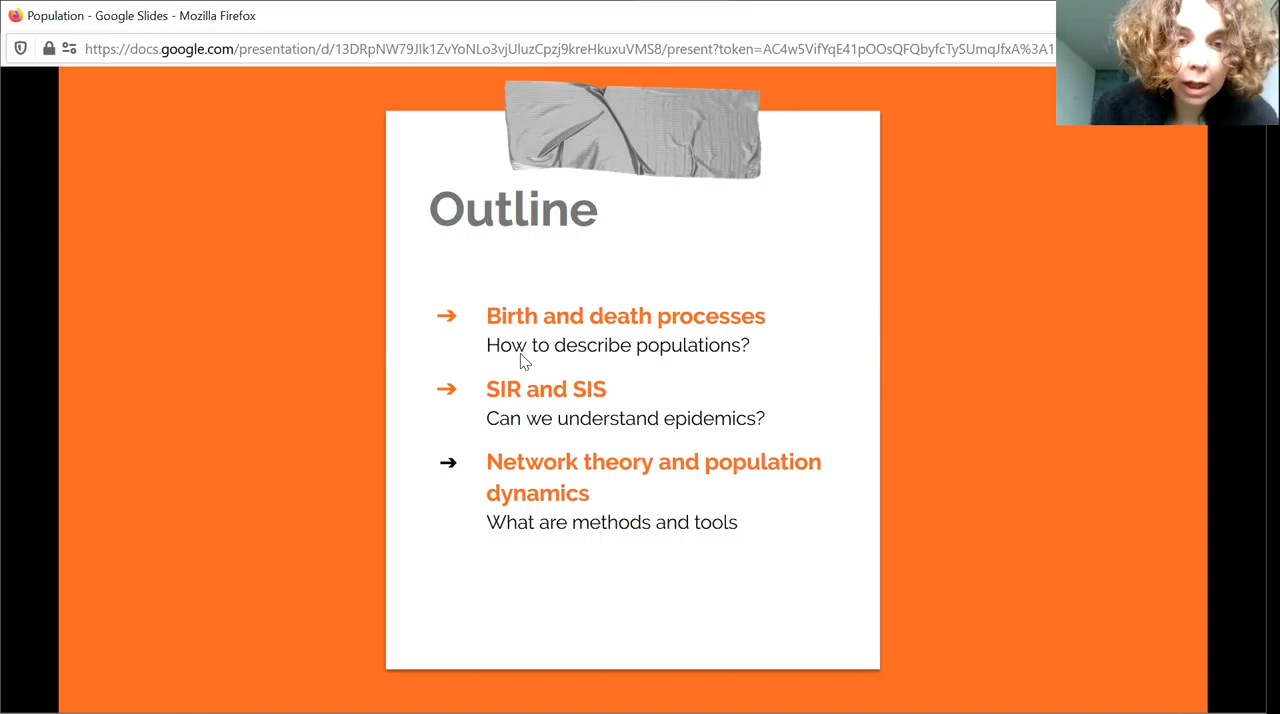 Population - Google Slides - Mozilla Firefox
https://docs.google.com/presentation/d/13DRpNW79JIk1ZvYoNLo3vjUIuzCpzj9kreHkuxuVMS8/present?token=AC4w5VifYqE41pOOsQFQbyfcTySUmqJfxA%3A1
Outline
➔ Birth and death processes
How to describe populations?
➔ SIR and SIS
Can we understand epidemics?
➔ Network theory and population
dynamics
What are methods and tools